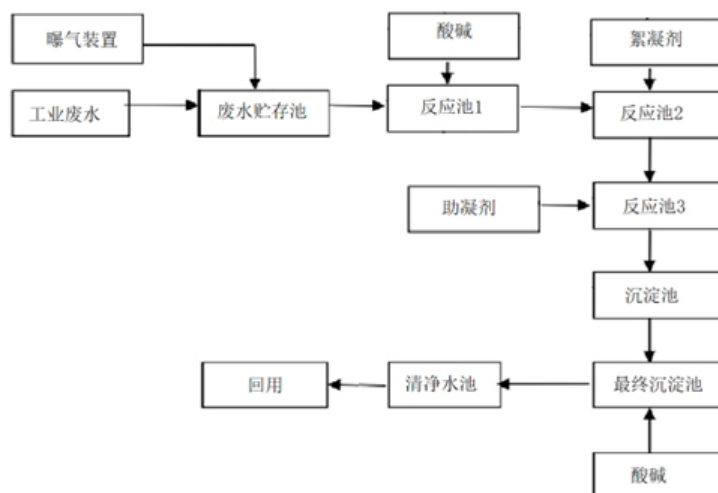 曝气装置
酸碱
絮凝剂
工业废水
废水贮存池
反应池1
反应池2
助凝剂
反应池3
沉淀池
回用
清净水池
最终沉淀池
酸碱